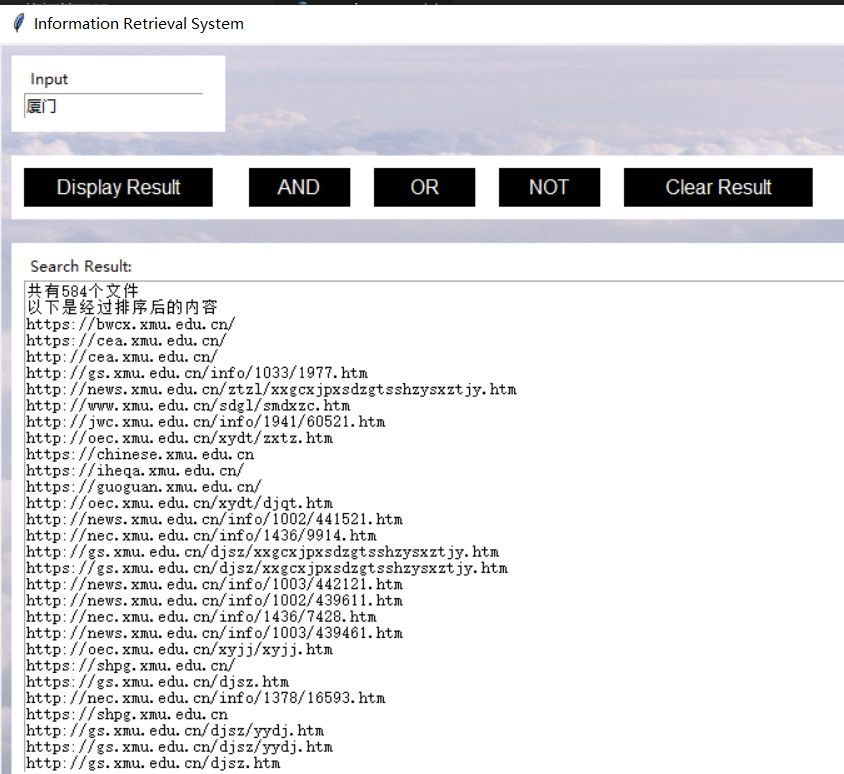 Information Retrieval System
Input
厦门
Display Result AND OR NOT Clear Result
Search Result:
共有584个文件
以下是经过排序后的内容
https://bwcx.xmu.edu.cn/
https://cea.xmu.edu.cn/
http://cea.xmu.edu.cn/
http://gs.xmu.edu.cn/info/1033/1977.htm
http://news.xmu.edu.cn/ztzl/xxgcxjpxsdzgtsshzysxztjy.htm
http://www.xmu.edu.cn/sdgl/smdxzc.htm
http://jwc.xmu.edu.cn/info/1941/60521.htm
http://oec.xmu.edu.cn/xydt/zxtz.htm
https://chinese.xmu.edu.cn
https://iheqa.xmu.edu.cn/
https://guoguan.xmu.edu.cn/
http://oec.xmu.edu.cn/xydt/djqt.htm
http://news.xmu.edu.cn/info/1002/441521.htm
http://nec.xmu.edu.cn/info/1436/9914.htm
http://gs.xmu.edu.cn/djsz/xxgcxjpxsdzgtsshzysxztjy.htm
https://gs.xmu.edu.cn/djsz/xxgcxjpxsdzgtsshzysxztjy.htm
http://news.xmu.edu.cn/info/1003/442121.htm
http://news.xmu.edu.cn/info/1002/439611.htm
http://nec.xmu.edu.cn/info/1436/7428.htm
http://news.xmu.edu.cn/info/1003/439461.htm
http://oec.xmu.edu.cn/xyjj/xyjj.htm
https://shpg.xmu.edu.cn/
https://gs.xmu.edu.cn/djsz.htm
http://nec.xmu.edu.cn/info/1378/16593.htm
https://shpg.xmu.edu.cn
http://gs.xmu.edu.cn/djsz/yydj.htm
https://gs.xmu.edu.cn/djsz/yydj.htm
http://gs.xmu.edu.cn/djsz.htm